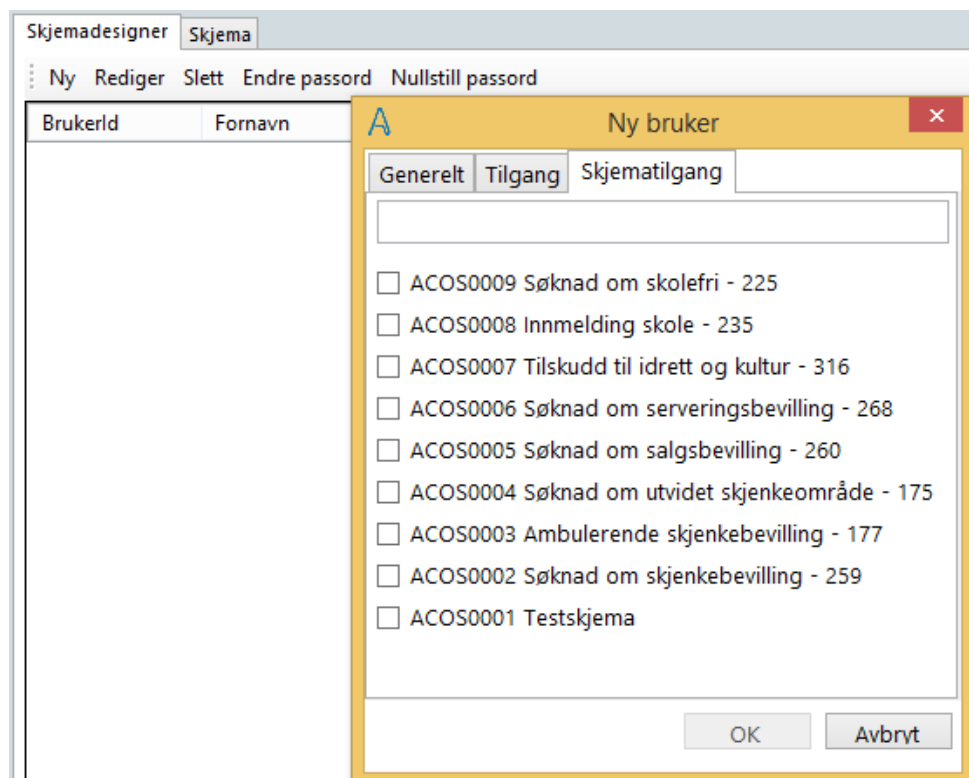 Skjemadesigner Skjema
Ny Rediger Slett Endre passord Nullstill passord
BrukerId Fornavn
Ny bruker
Generelt Tilgang Skjematilgang
ACOS0009 Søknad om skolefri - 225
ACOS0008 Innmelding skole - 235
ACOS0007 Tilskudd til idrett og kultur - 316
ACOS0006 Søknad om serveringsbevilling - 268
ACOS0005 Søknad om salgsbevilling - 260
ACOS0004 Søknad om utvidet skjenkeområde - 175
ACOS0003 Ambulerende skjenkebevilling - 177
ACOS0002 Søknad om skjenkebevilling - 259
ACOS0001 Testskjema
OK Avbryt